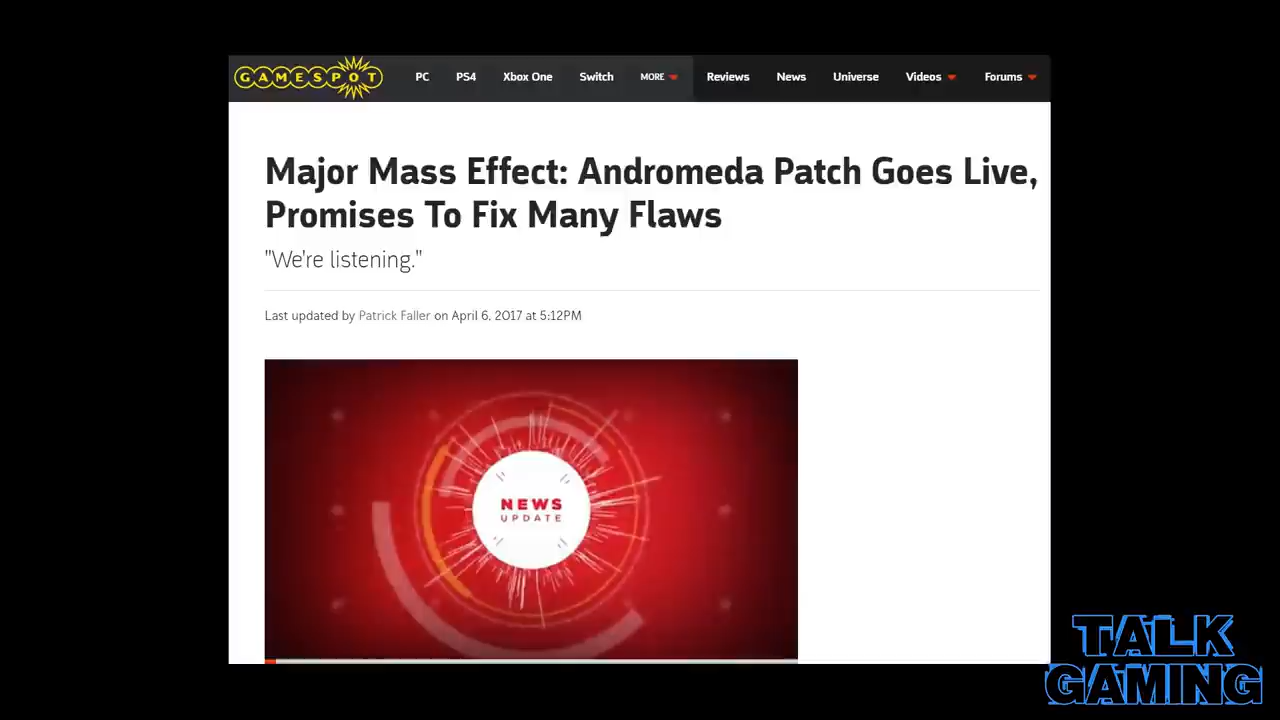 GAMESPOT PC PS4 Xbox One Switch MORE Reviews News Universe Videos Forums
Major Mass Effect: Andromeda Patch Goes Live,
Promises To Fix Many Flaws
"We're listening."
Last updated by Patrick Faller on April 6, 2017 at 5:12PM
NEWS
UPDATE
TALK
GAMING